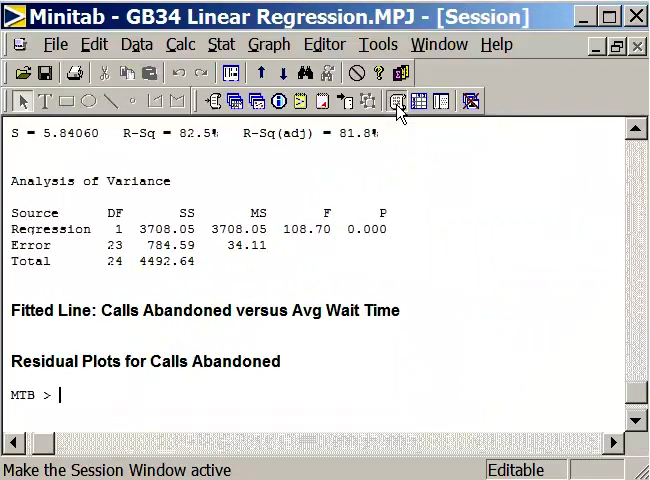 Minitab - GB34 Linear Regression.MPJ - [Session]
File Edit Data Calc Stat Graph Editor Tools Window Help
S = 5.84060 R-Sq = 82.5% R-Sq(adj) = 81.8%
Analysis of Variance
Source DF SS MS F P
Regression 1 3708.05 3708.05 108.70 0.000
Error 23 784.59 34.11
Total 24 4492.64
Fitted Line: Calls Abandoned versus Avg Wait Time
Residual Plots for Calls Abandoned
MTB >
Make the Session Window active Editable